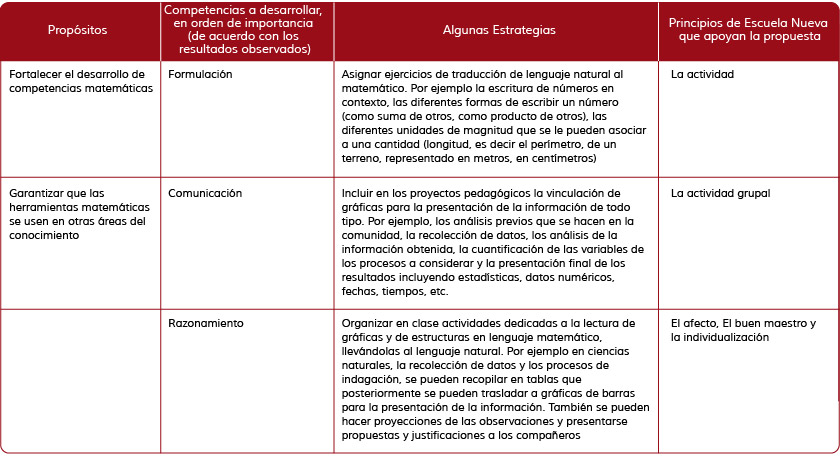 Propósitos
Competencias a desarrollar,
en orden de importancia
(de acuerdo con los
resultados observados)
Algunas Estrategias
Principios de Escuela Nueva
que apoyan la propuesta
Fortalecer el desarrollo de
competencias matemáticas
Formulación
Asignar ejercicios de traducción de lenguaje natural al
matemático. Por ejemplo la escritura de números en
contexto, las diferentes formas de escribir un número
(como suma de otros, como producto de otros), las
diferentes unidades de magnitud que se le pueden asociar
a una cantidad (longitud, es decir el perímetro, de un
terreno, representado en metros, en centímetros)
La actividad
Garantizar que las
herramientas matemáticas
se usen en otras áreas del
conocimiento
Comunicación
Incluir en los proyectos pedagógicos la vinculación de
gráficas para la presentación de la información de todo
tipo. Por ejemplo, los análisis previos que se hacen en la
comunidad, la recolección de datos, los análisis de la
información obtenida, la cuantificación de las variables de
los procesos a considerar y la presentación final de los
resultados incluyendo estadísticas, datos numéricos,
fechas, tiempos, etc.
La actividad grupal
Razonamiento
Organizar en clase actividades dedicadas a la lectura de
gráficas y de estructuras en lenguaje matemático,
llevándolas al lenguaje natural. Por ejemplo en ciencias
naturales, la recolección de datos y los procesos de
indagación, se pueden recopilar en tablas que
posteriormente se pueden trasladar a gráficas de barras
para la presentación de la información. También se pueden
hacer proyecciones de las observaciones y presentarse
propuestas y justificaciones a los compañeros
El afecto, El buen maestro y
la individualización